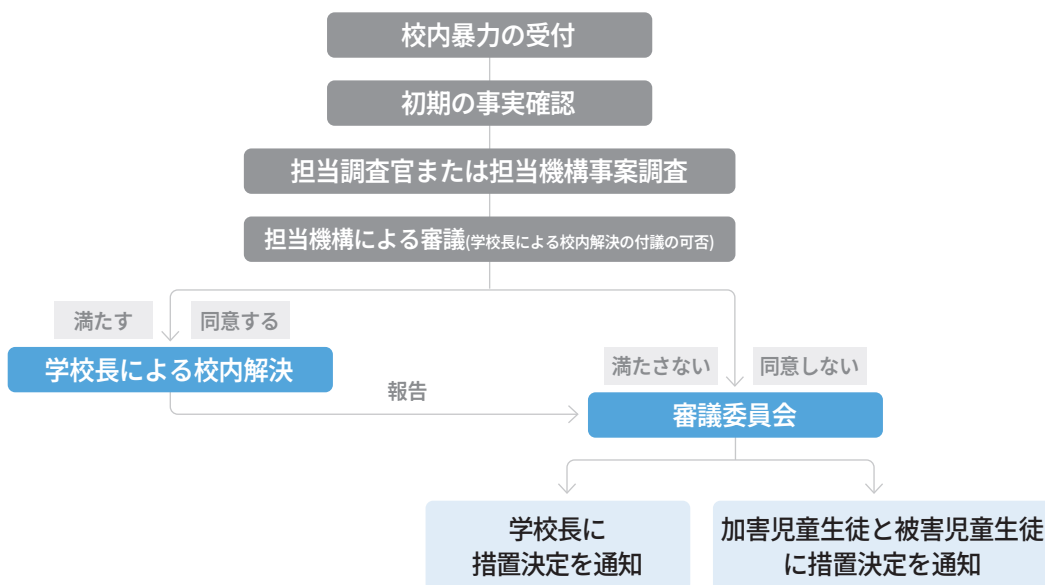 校内暴力の受付
初期の事実確認
担当調査官または担当機構事案調査
担当機構による審議(学校長による校内解決の付議の可否)
満たす
同意する
学校長による校内解決
報告
満たさない
同意しない
審議委員会
学校長に
措置決定を通知
加害児童生徒と被害児童生徒
に措置決定を通知